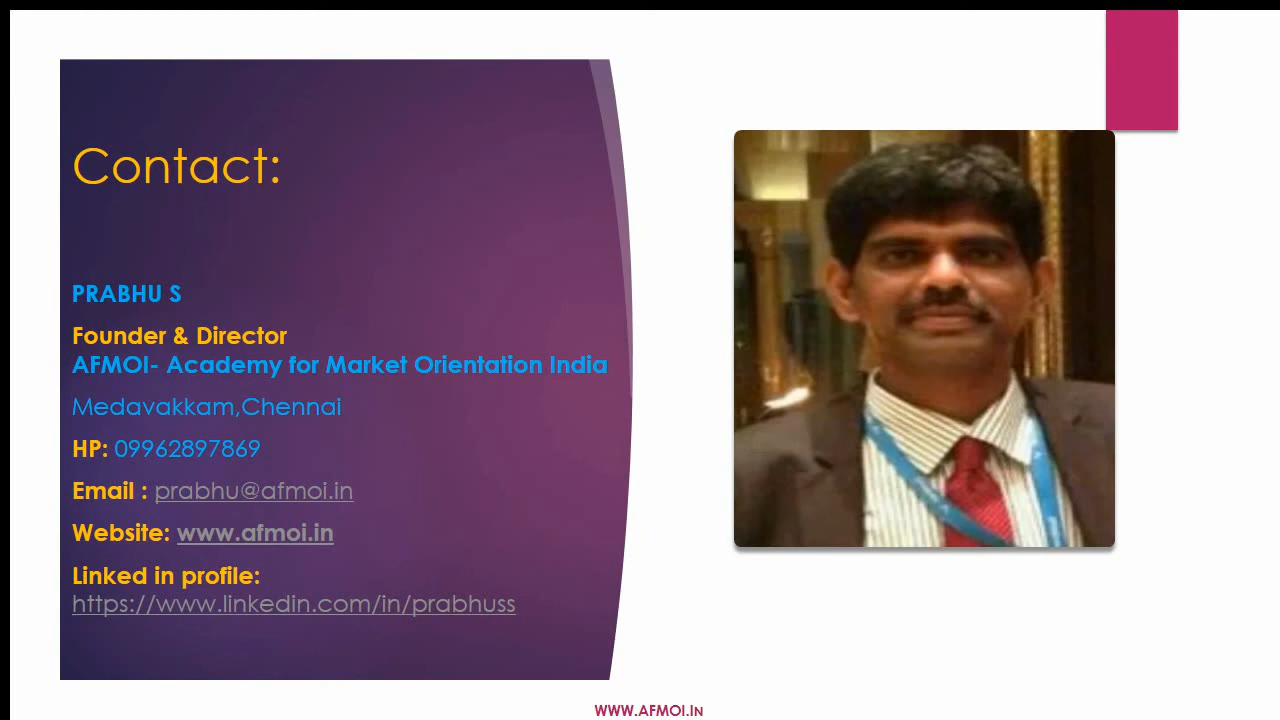 Contact:
PRABHU S
Founder & Director
AFMOI- Academy for Market Orientation India
Medavakkam,Chennai
HP: 09962897869
Email : prabhu@afmoi.in
Website: www.afmoi.in
Linked in profile:
https://www.linkedin.com/in/prabhuss
WWW.AFMOI.IN